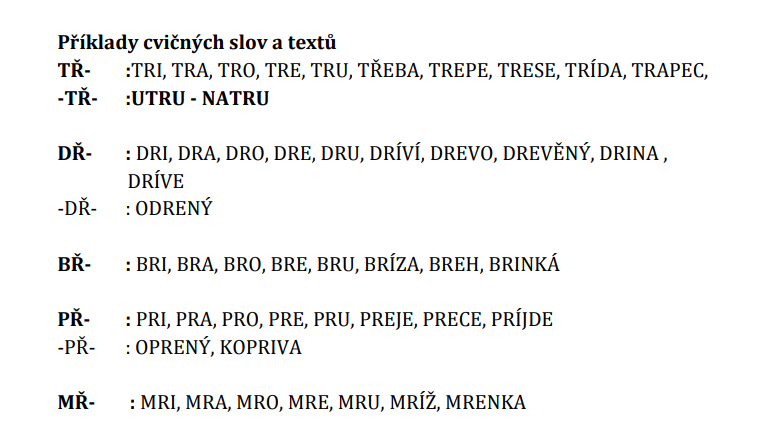 Příklady cvičných slov a textů
TŘ- :TRI, TRA, TRO, TRE, TRU, TŘEBA, TREPE, TRESE, TRÍDA, TRAPEC,
-TŘ- :UTRU - NATRU
DŘ- : DRI, DRA, DRO, DRE, DRU, DRÍVÍ, DREVO, DREVĚNÝ, DRINA ,
DRÍVE
-DŘ- : ODRENÝ
BŘ- : BRI, BRA, BRO, BRE, BRU, BRÍZA, BREH, BRINKÁ
PŘ- : PRI, PRA, PRO, PRE, PRU, PREJE, PRECE, PRÍJDE
-PŘ- : OPRENÝ, KOPRIVA
MŘ- : MRI, MRA, MRO, MRE, MRU, MRÍŽ, MRENKA